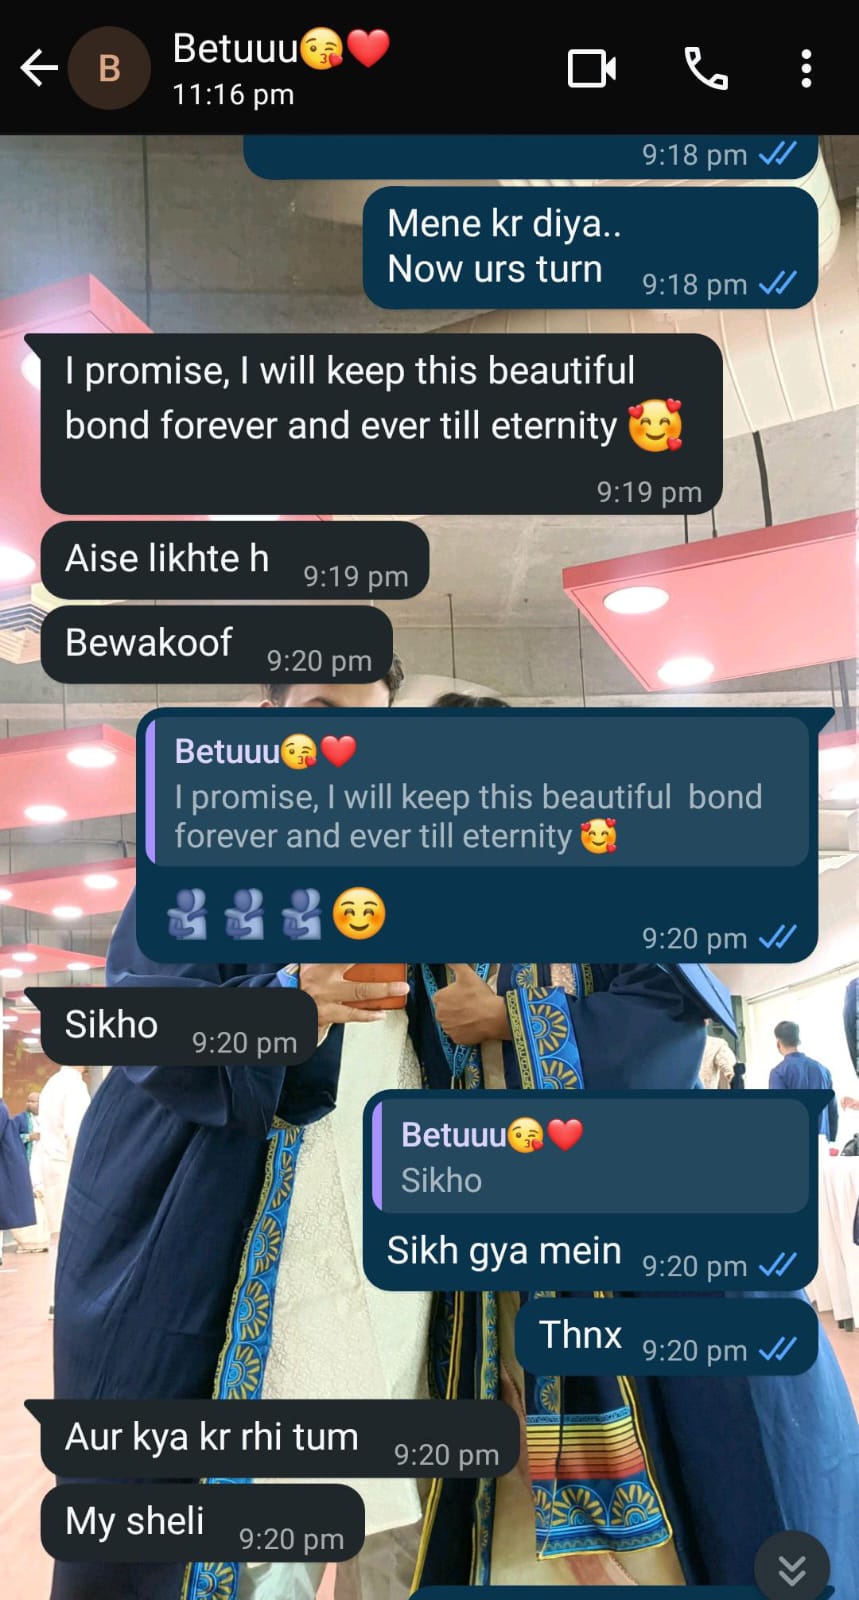 Betuuu😘❤️
B
11:16 pm
9:18 pm
Mene kr diya..
Now urs turn
9:18 pm
I promise, I will keep this beautiful
bond forever and ever till eternity 🥰
9:19 pm
Aise likhte h
9:19 pm
Bewakoof
9:20 pm
Betuuu😘❤️
I promise, I will keep this beautiful bond
forever and ever till eternity 🥰
🫂🫂🫂☺️
9:20 pm
Sikho
9:20 pm
Betuuu😘❤️
Sikho
Sikh gya mein
9:20 pm
Thnx
9:20 pm
Aur kya kr rhi tum
9:20 pm
My sheli
9:20 pm